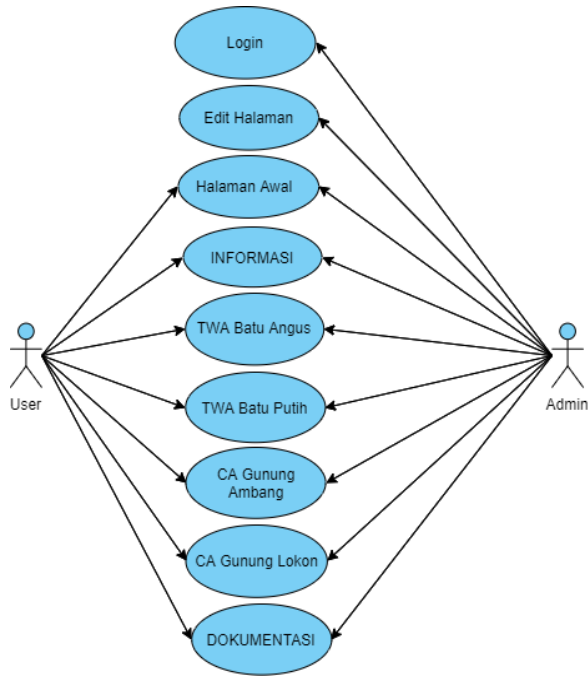 Login
Edit Halaman
Halaman Awal
INFORMASI
TWA Batu Angus
User
Admin
TWA Batu Putih
CA Gunung
Ambang
CA Gunung Lokon
DOKUMENTASI